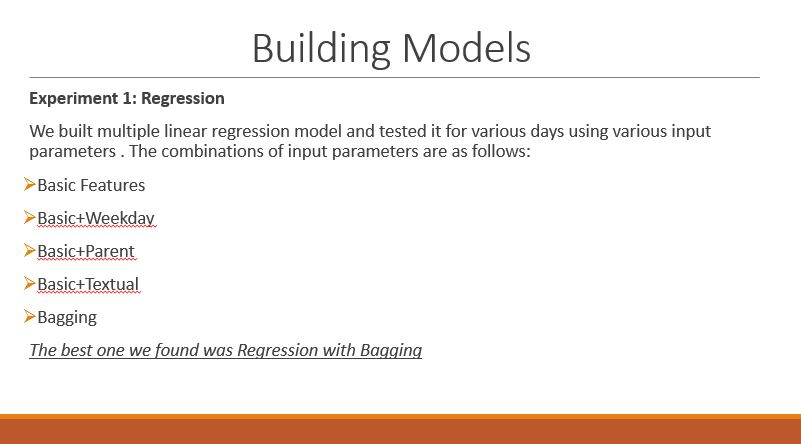 Building Models
Experiment 1: Regression
We built multiple linear regression model and tested it for various days using various input
parameters . The combinations of input parameters are as follows:
Basic Features
Basic+Weekday
Basic+Parent
Basic+Textual
Bagging
The best one we found was Regression with Bagging